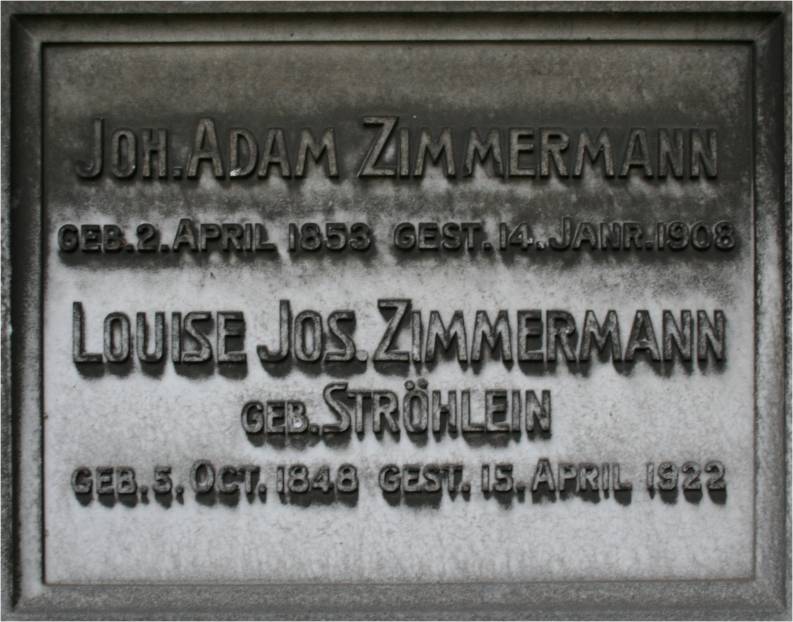 JOH. ADAM ZIMMERMANN
GEB. 2. APRIL 1853 GEST. 14. JANR. 1908
LOUISE JOS. ZIMMERMANN
GEB. STRÖHLEIN
GEB. 5. OCT. 1848 GEST. 15. APRIL 1922